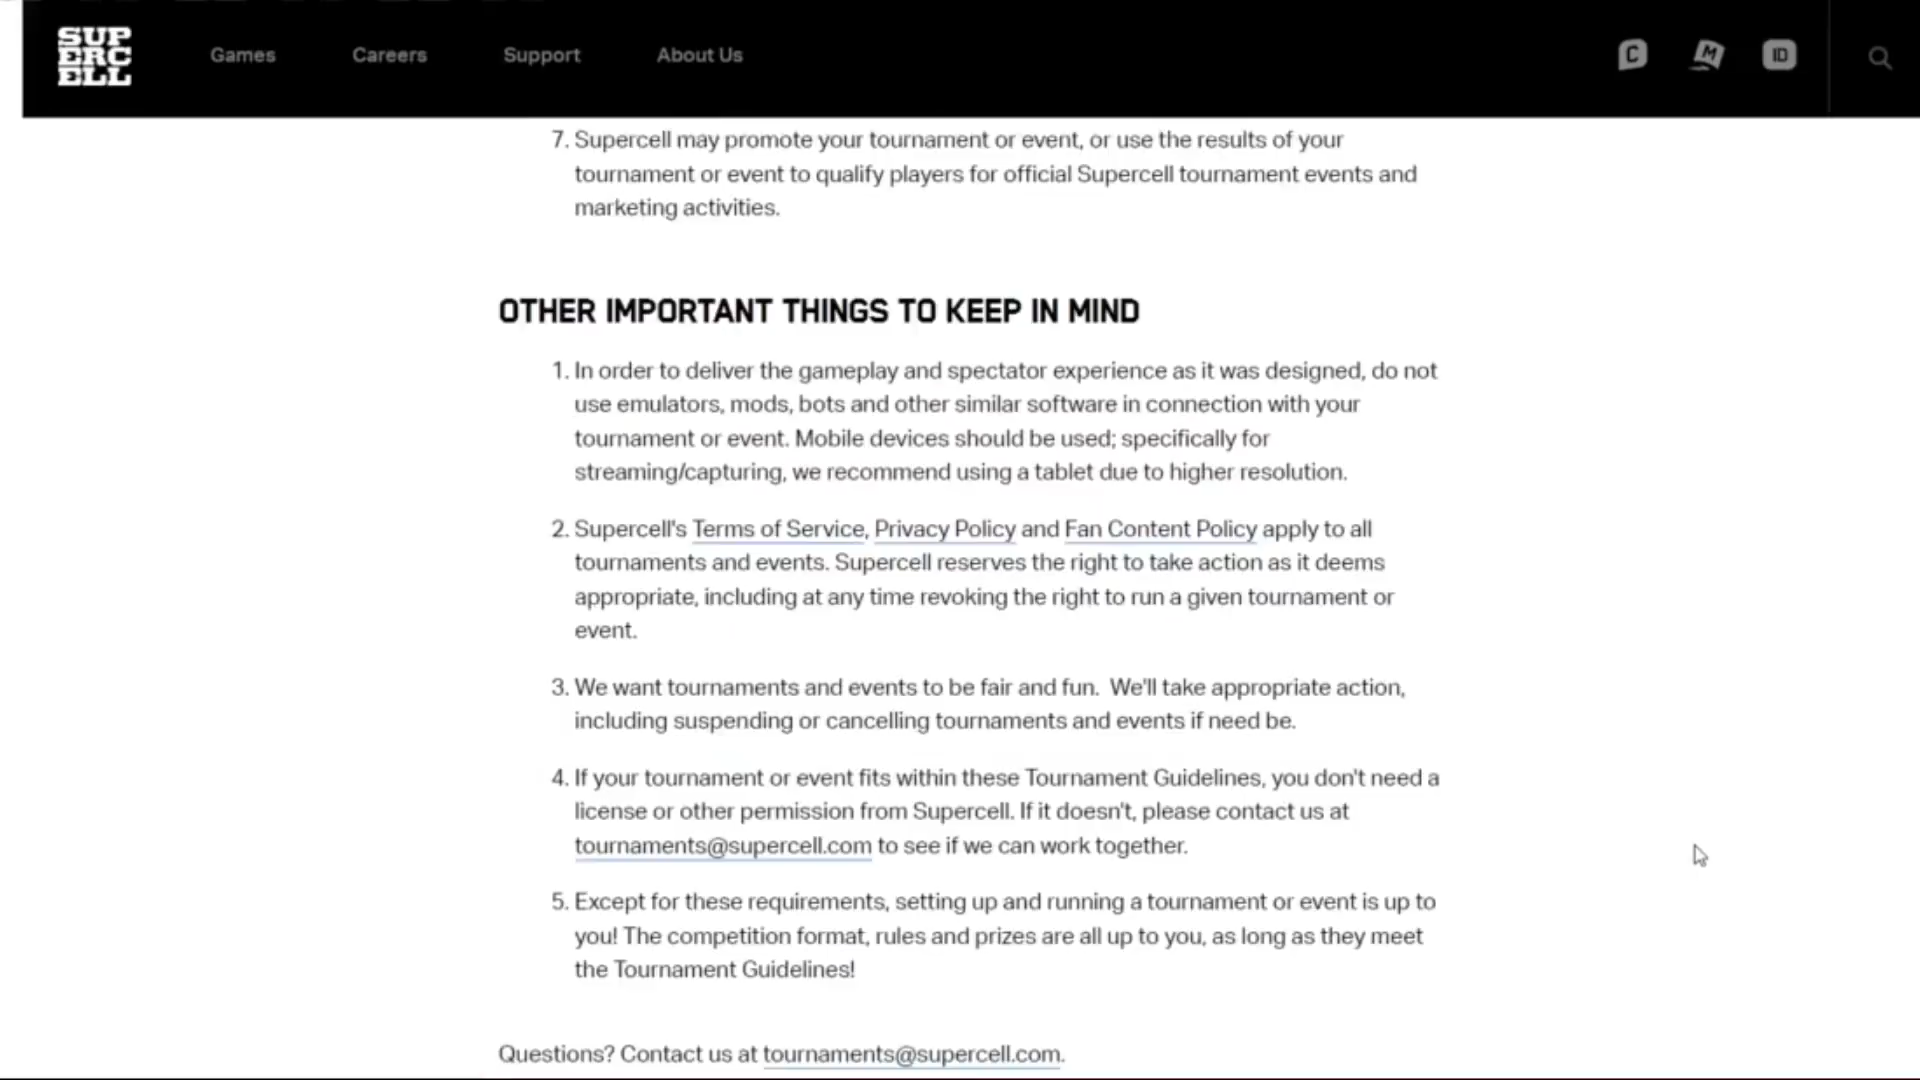 SUP
ERC
ELL
Games
Careers
Support
About Us
C
M
ID
7. Supercell may promote your tournament or event, or use the results of your
tournament or event to qualify players for official Supercell tournament events and
marketing activities.
OTHER IMPORTANT THINGS TO KEEP IN MIND
1. In order to deliver the gameplay and spectator experience as it was designed, do not
use emulators, mods, bots and other similar software in connection with your
tournament or event. Mobile devices should be used; specifically for
streaming/capturing, we recommend using a tablet due to higher resolution.
2. Supercell's Terms of Service, Privacy Policy and Fan Content Policy apply to all
tournaments and events. Supercell reserves the right to take action as it deems
appropriate, including at any time revoking the right to run a given tournament or
event.
3. We want tournaments and events to be fair and fun.  We'll take appropriate action,
including suspending or cancelling tournaments and events if need be.
4. If your tournament or event fits within these Tournament Guidelines, you don't need a
license or other permission from Supercell. If it doesn't, please contact us at
tournaments@supercell.com to see if we can work together.
5. Except for these requirements, setting up and running a tournament or event is up to
you! The competition format, rules and prizes are all up to you, as long as they meet
the Tournament Guidelines!
Questions? Contact us at tournaments@supercell.com.